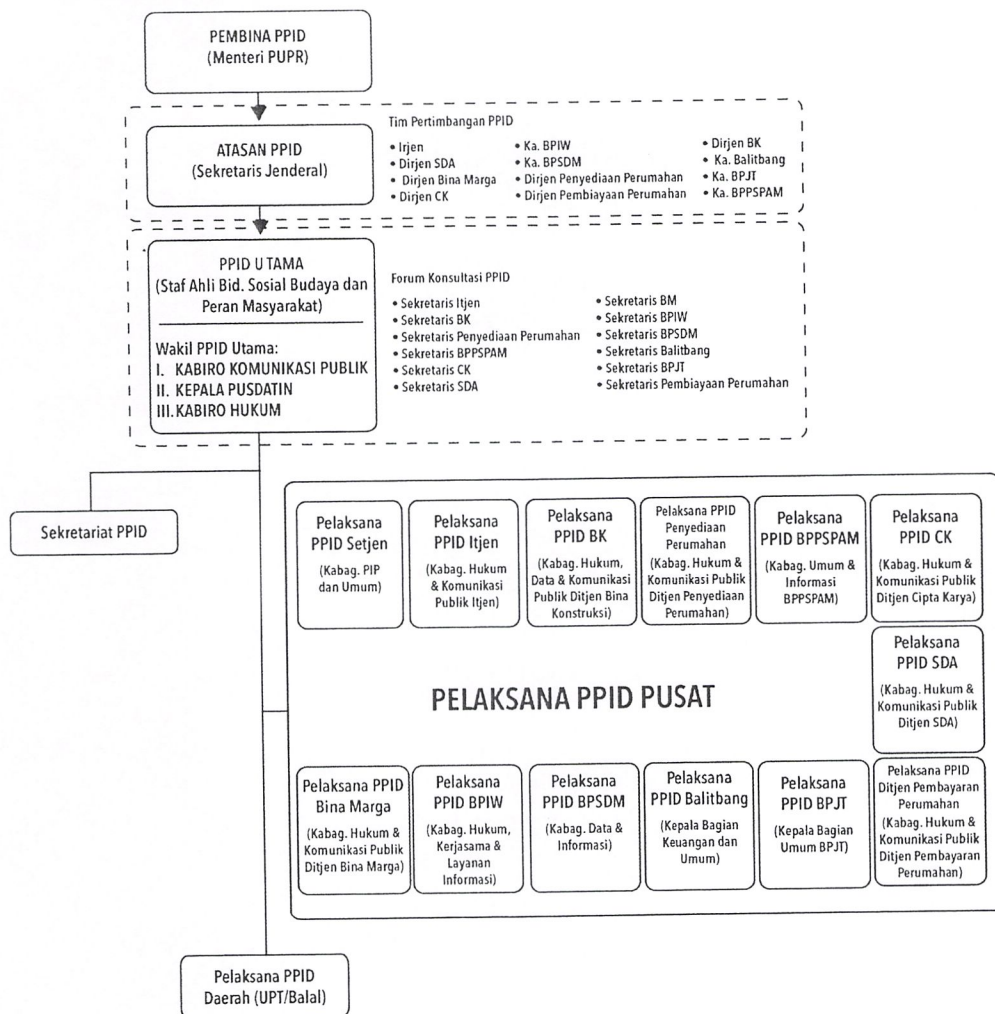 PEMBINA PPID
(Menteri PUPR)
ATASAN PPID
(Sekretaris Jenderal)
Tim Pertimbangan PPID
• Irjen
• Dirjen SDA
• Dirjen Bina Marga
• Dirjen CK
• Ka. BPIW
• Ka. BPSDM
• Dirjen Penyediaan Perumahan
• Dirjen Pembiayaan Perumahan
• Dirjen BK
• Ka. Balitbang
• Ka. BPJT
• Ka. BPPSPAM
PPID UTAMA
(Staf Ahli Bid. Sosial Budaya dan
Peran Masyarakat)
Wakil PPID Utama:
I. KABIRO KOMUNIKASI PUBLIK
II. KEPALA PUSDATIN
III. KABIRO HUKUM
Forum Konsultasi PPID
• Sekretaris Itjen
• Sekretaris BK
• Sekretaris Penyediaan Perumahan
• Sekretaris BPPSPAM
• Sekretaris CK
• Sekretaris SDA
• Sekretaris BM
• Sekretaris BPIW
• Sekretaris BPSDM
• Sekretaris Balitbang
• Sekretaris BPJT
• Sekretaris Pembiayaan Perumahan
Sekretariat PPID
Pelaksana
PPID Setjen
(Kabag. PIP
dan Umum)
Pelaksana
PPID Itjen
(Kabag. Hukum
& Komunikasi
Publik Itjen)
Pelaksana
PPID BK
(Kabag. Hukum,
Data & Komunikasi
Publik Ditjen Bina
Konstruksi)
Pelaksana PPID
Penyediaan
Perumahan
(Kabag. Hukum &
Komunikasi Publik
Ditjen Penyediaan
Perumahan)
Pelaksana
PPID BPPSPAM
(Kabag. Umum &
Informasi
BPPSPAM)
Pelaksana
PPID CK
(Kabag. Hukum &
Komunikasi Publik
Ditjen Cipta Karya)
Pelaksana
PPID SDA
(Kabag. Hukum &
Komunikasi Publik
Ditjen SDA)
PELAKSANA PPID PUSAT
Pelaksana PPID
Bina Marga
(Kabag. Hukum &
Komunikasi Publik
Ditjen Bina Marga)
Pelaksana
PPID BPIW
(Kabag. Hukum,
Kerjasama &
Layanan
Informasi)
Pelaksana
PPID BPSDM
(Kabag. Data &
Informasi)
Pelaksana
PPID Balitbang
(Kepala Bagian
Keuangan dan
Umum)
Pelaksana
PPID BPJT
(Kepala Bagian
Umum BPJT)
Pelaksana PPID
Ditjen Pembayaran
Perumahan
(Kabag. Hukum &
Komunikasi Publik
Ditjen Pembayaran
Perumahan)
Pelaksana PPID
Daerah (UPT/Balal)